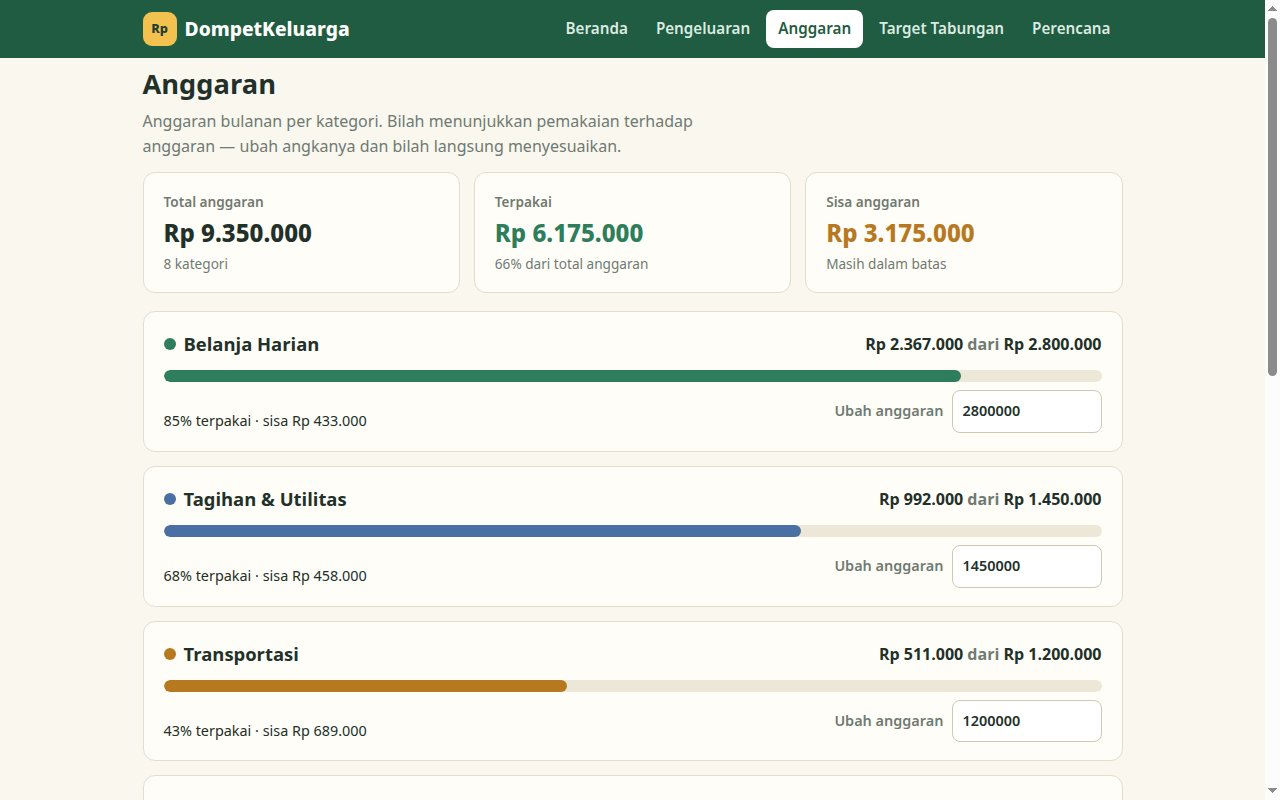 Rp DompetKeluarga Beranda Pengeluaran Anggaran Target Tabungan Perencana
Anggaran
Anggaran bulanan per kategori. Bilah menunjukkan pemakaian terhadap
anggaran — ubah angkanya dan bilah langsung menyesuaikan.
Total anggaran
Rp 9.350.000
8 kategori
Terpakai
Rp 6.175.000
66% dari total anggaran
Sisa anggaran
Rp 3.175.000
Masih dalam batas
Belanja Harian Rp 2.367.000 dari Rp 2.800.000
85% terpakai · sisa Rp 433.000 Ubah anggaran 2800000
Tagihan & Utilitas Rp 992.000 dari Rp 1.450.000
68% terpakai · sisa Rp 458.000 Ubah anggaran 1450000
Transportasi Rp 511.000 dari Rp 1.200.000
43% terpakai · sisa Rp 689.000 Ubah anggaran 1200000